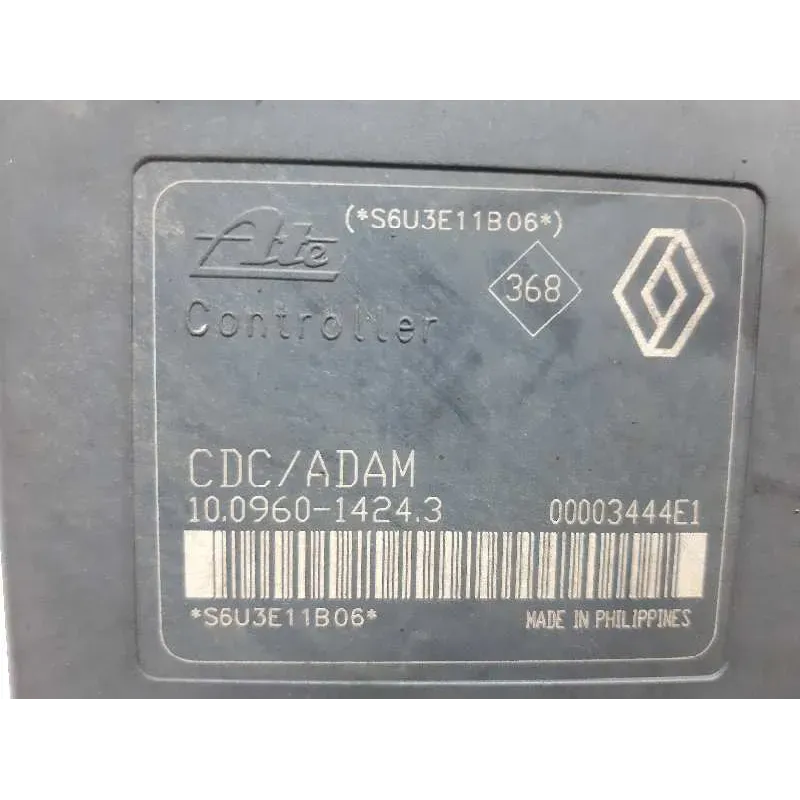 (*S6U3E11B06*)
Ate
368
Controller
CDC/ADAM
10.0960-1424.3 00003444E1
*S6U3E11B06*
MADE IN PHILIPPINES